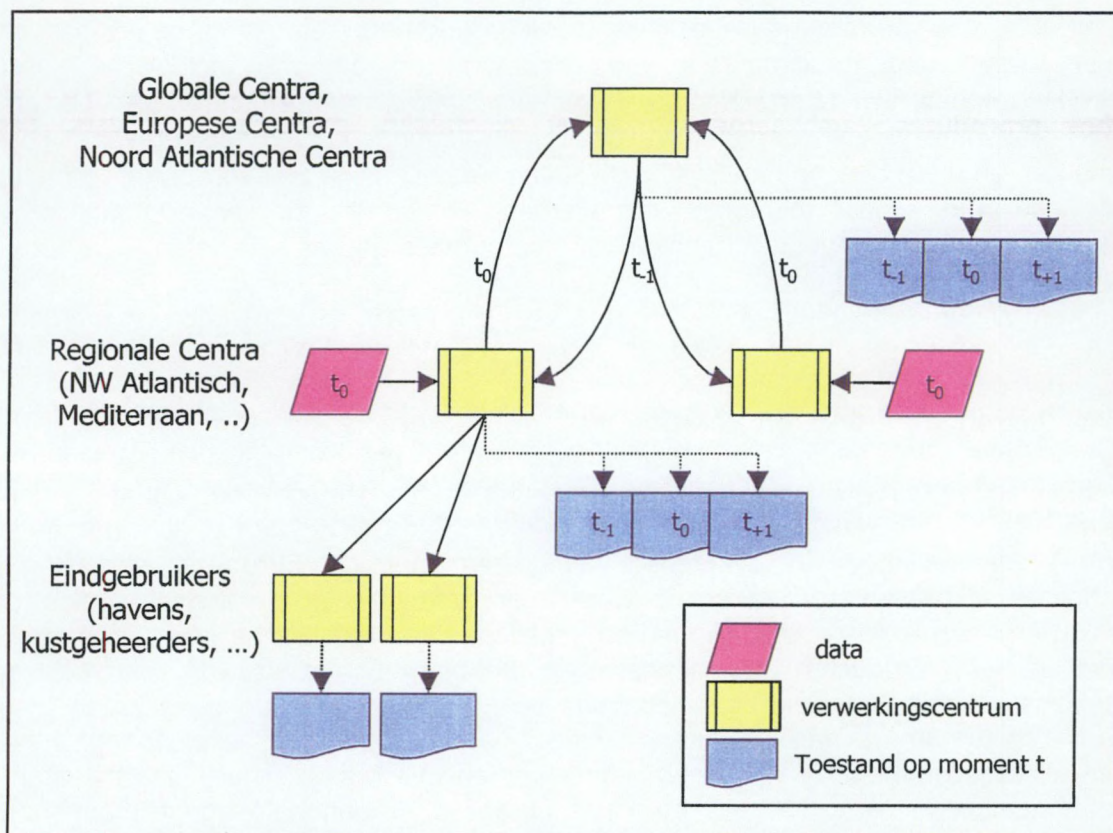 Globale Centra,
Europese Centra,
Noord Atlantische Centra
t0
t-1
t0
t-1
t0
t+1
Regionale Centra
(NW Atlantisch,
Mediterraan, ..)
t0
t0
t-1
t0
t+1
Eindgebruikers
(havens,
kustgeheerders, ...)
data
verwerkingscentrum
Toestand op moment t